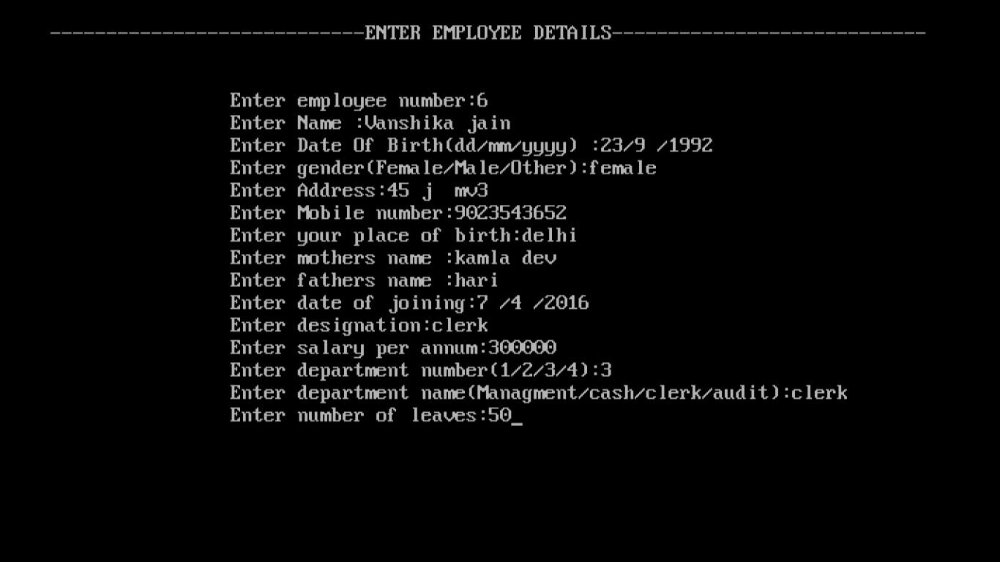 ----------------------------ENTER EMPLOYEE DETAILS----------------------------
Enter employee number:6
Enter Name :Vanshika jain
Enter Date Of Birth(dd/mm/yyyy) :23/9 /1992
Enter gender(Female/Male/Other):female
Enter Address:45 j  mv3
Enter Mobile number:9023543652
Enter your place of birth:delhi
Enter mothers name :kamla dev
Enter fathers name :hari
Enter date of joining:7 /4 /2016
Enter designation:clerk
Enter salary per annum:300000
Enter department number(1/2/3/4):3
Enter department name(Managment/cash/clerk/audit):clerk
Enter number of leaves:50_